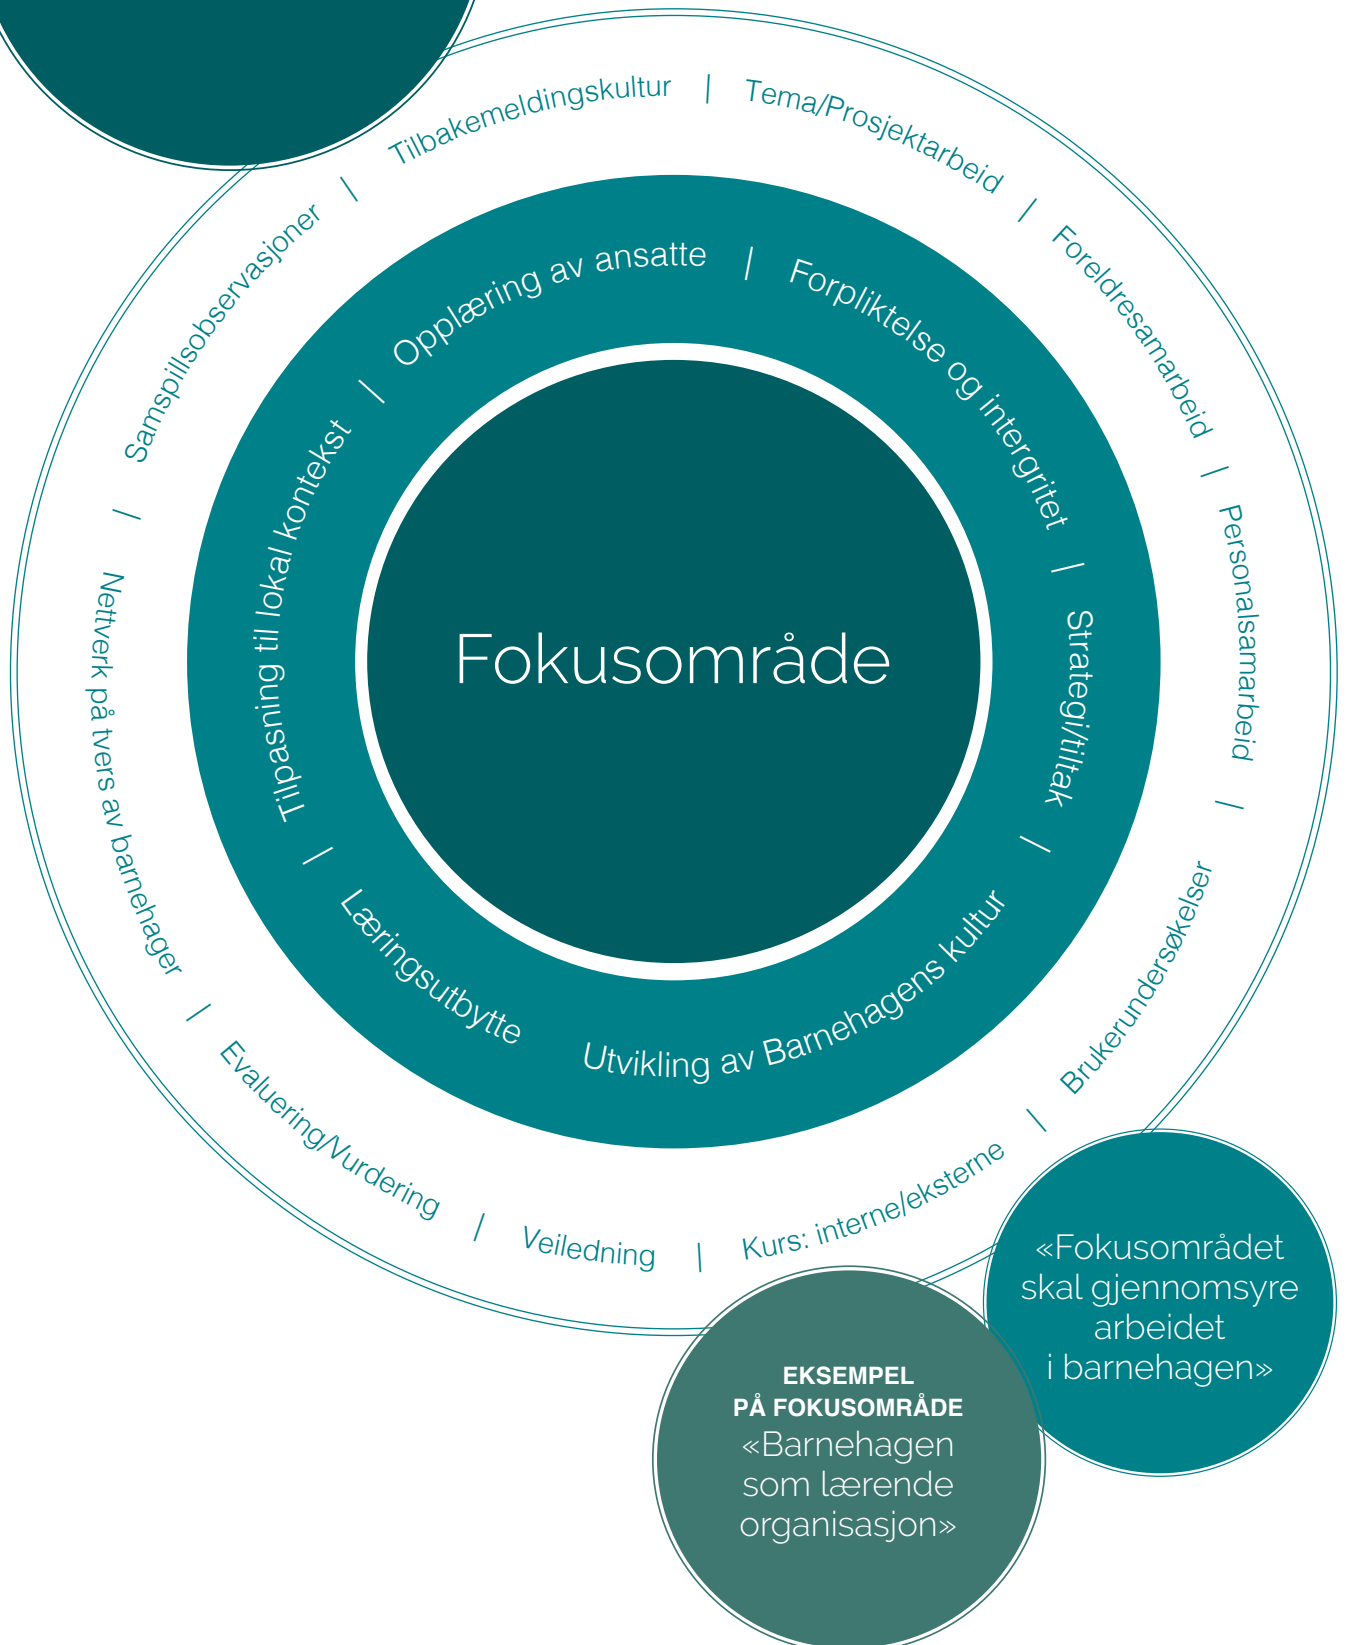 Tilbakemeldingskultur | Tema/Prosjektarbeid | Foreldresamarbeid | Personalsamarbeid | Brukerundersøkelser | Kurs: interne/eksterne | Veiledning | Evaluering/Vurdering | Nettverk på tvers av barnehager | Samspillsobservasjoner |
Opplæring av ansatte | Forpliktelse og intergritet | Strategi/tiltak | Utvikling av Barnehagens kultur
Læringsutbytte | Tilpasning til lokal kontekst |
Fokusområde
«Fokusområdet
skal gjennomsyre
arbeidet
i barnehagen»
EKSEMPEL
PÅ FOKUSOMRÅDE
«Barnehagen
som lærende
organisasjon»